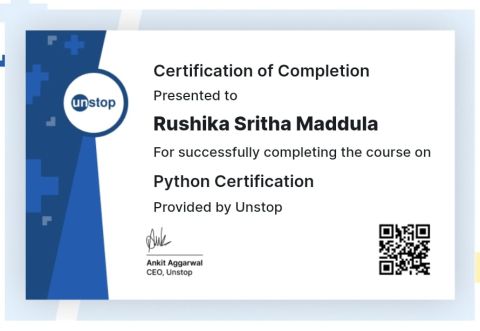 unstop
Certification of Completion
Presented to
Rushika Sritha Maddula
For successfully completing the course on
Python Certification
Provided by Unstop
Ankit Aggarwal
CEO, Unstop